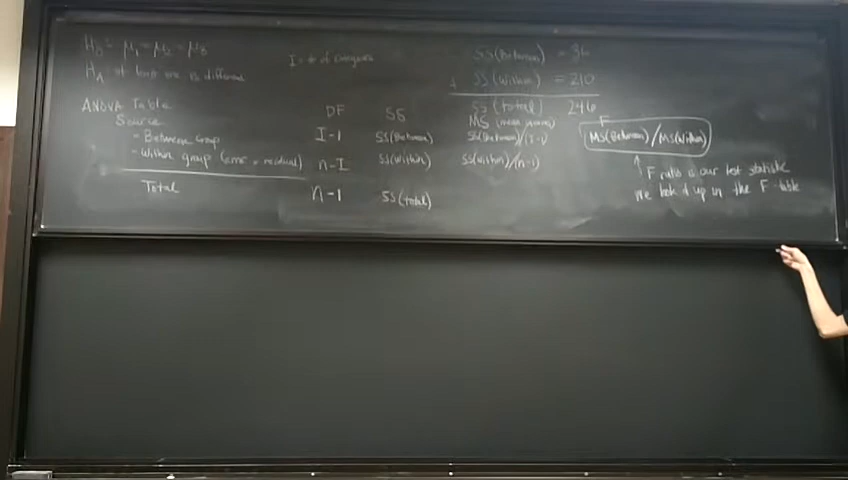 H₀: μ₁ = μ₂ = μ₃
H_A at least one is different
I = # of categories
SS(Between) = 36
+ SS(Within) = 210
SS(total) 246
ANOVA Table
Source DF SS MS (mean squares) F
- Between Group I-1 SS(Between) SS(Between)/(I-1) MS(Between)/MS(Within)
- Within group (error or residual) n-I SS(Within) SS(within)/(n-I)
Total n-1 SS(total)
↑ F ratio is our test statistic
We look it up in the F-table